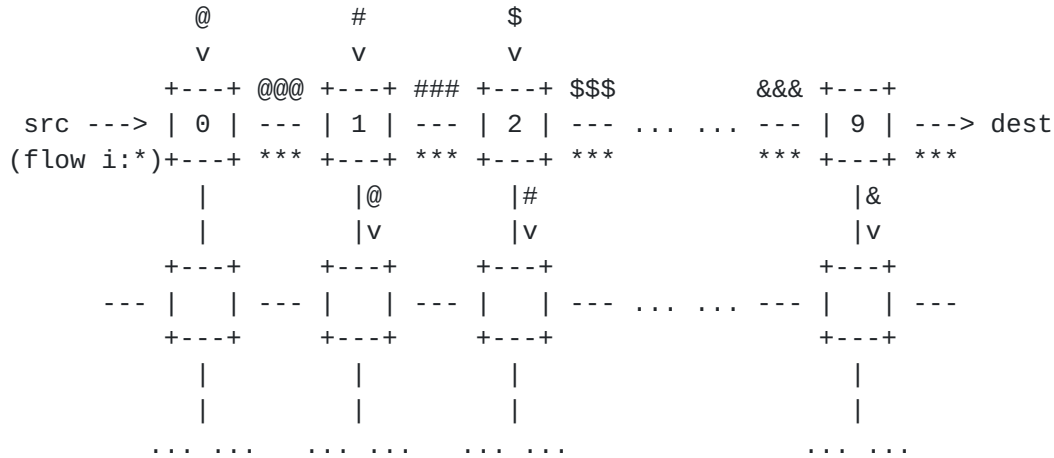 @         #         $
             v         v         v
           +---+ @@@ +---+ ### +---+ $$$         &&& +---+
  src ---> | 0 | --- | 1 | --- | 2 | --- ... ... --- | 9 | ---> dest
 (flow i:*)+---+ *** +---+ *** +---+ ***         *** +---+ ***
             |         |@        |#                    |&
             |         |v        |v                    |v
           +---+     +---+     +---+                 +---+
       --- |   | --- |   | --- |   | --- ... ... --- |   | ---
           +---+     +---+     +---+                 +---+
             |         |         |                     |
             |         |         |                     |
          ... ...   ... ...   ... ...               ... ...